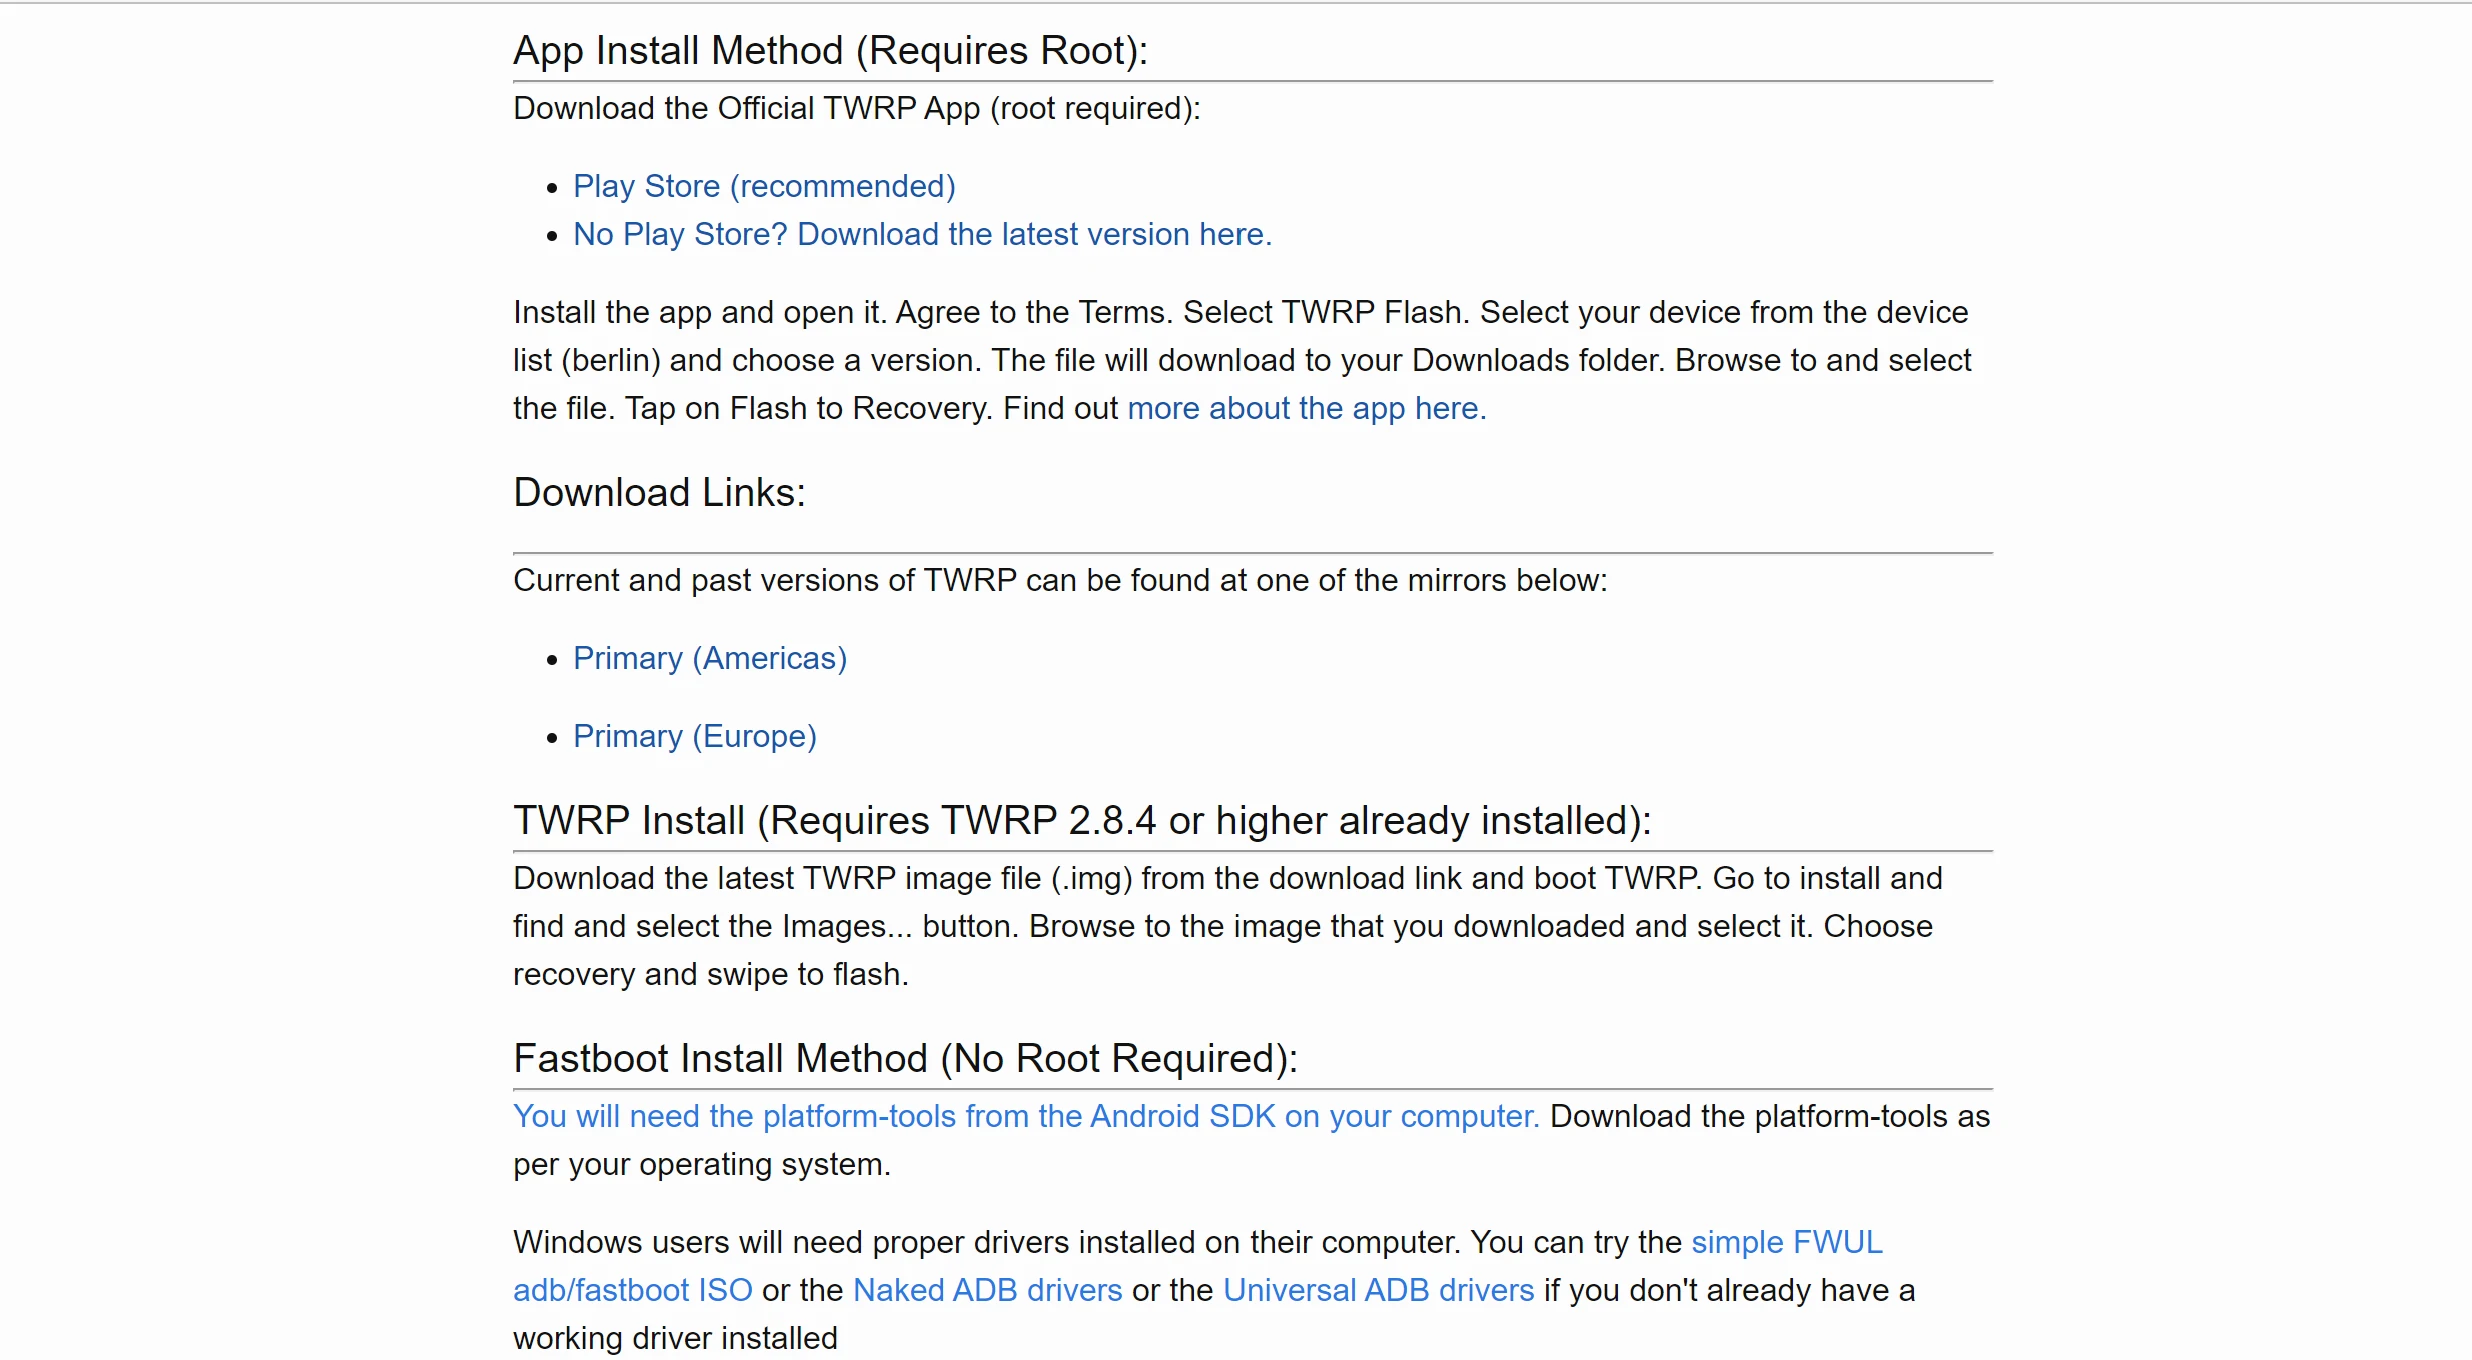 App Install Method (Requires Root):
Download the Official TWRP App (root required):
Play Store (recommended)
No Play Store? Download the latest version here.
Install the app and open it. Agree to the Terms. Select TWRP Flash. Select your device from the device
list (berlin) and choose a version. The file will download to your Downloads folder. Browse to and select
the file. Tap on Flash to Recovery. Find out more about the app here.
Download Links:
Current and past versions of TWRP can be found at one of the mirrors below:
Primary (Americas)
Primary (Europe)
TWRP Install (Requires TWRP 2.8.4 or higher already installed):
Download the latest TWRP image file (.img) from the download link and boot TWRP. Go to install and
find and select the Images... button. Browse to the image that you downloaded and select it. Choose
recovery and swipe to flash.
Fastboot Install Method (No Root Required):
You will need the platform-tools from the Android SDK on your computer. Download the platform-tools as
per your operating system.
Windows users will need proper drivers installed on their computer. You can try the simple FWUL
adb/fastboot ISO or the Naked ADB drivers or the Universal ADB drivers if you don't already have a
working driver installed